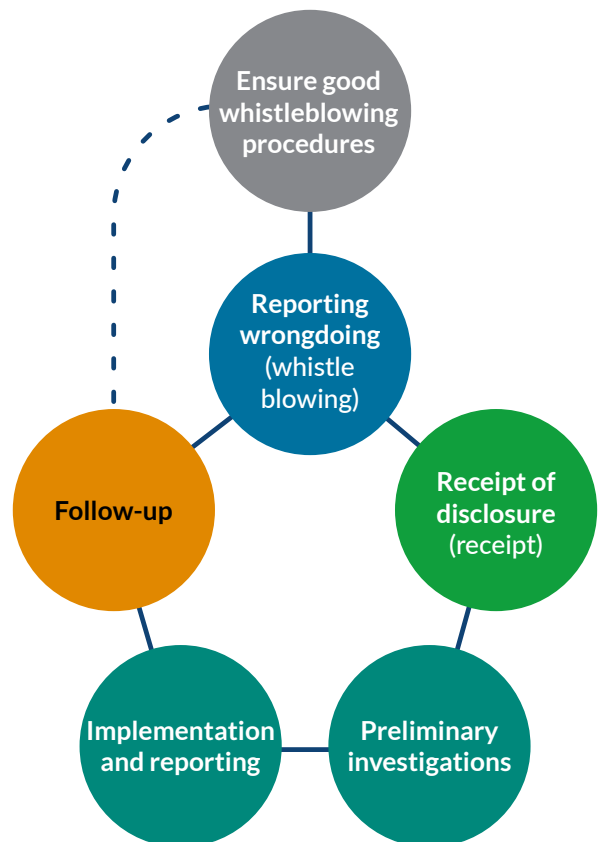 Ensure good
whistleblowing
procedures
Reporting
wrongdoing
(whistle
blowing)
Receipt of
disclosure
(receipt)
Preliminary
investigations
Implementation
and reporting
Follow-up